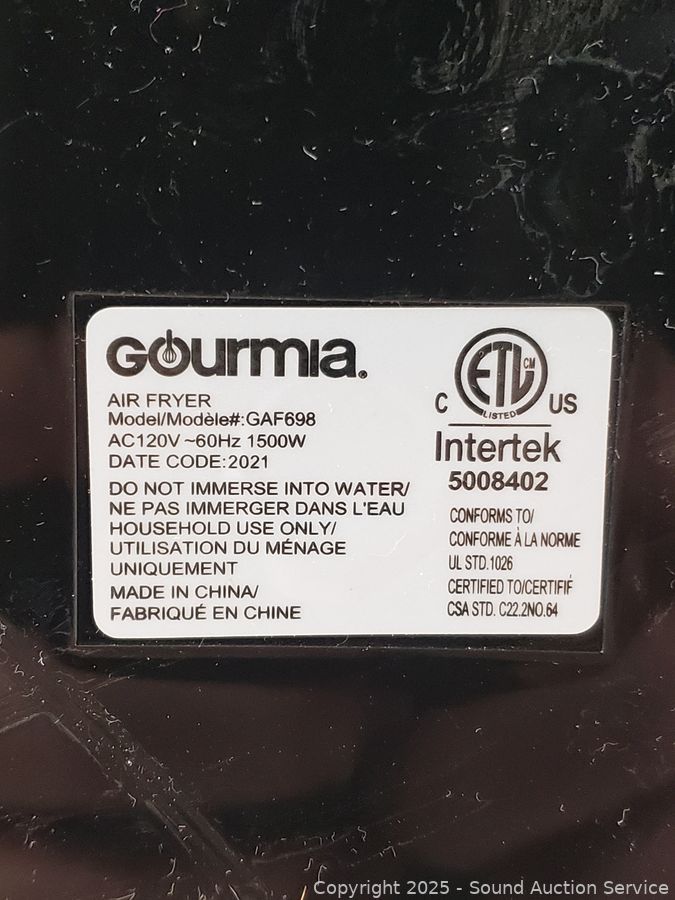 GOURMIA.
AIR FRYER
Model/Modèle#:GAF698
AC120V ~60Hz 1500W
DATE CODE:2021
DO NOT IMMERSE INTO WATER/
NE PAS IMMERGER DANS L'EAU
HOUSEHOLD USE ONLY/
UTILISATION DU MÉNAGE
UNIQUEMENT
MADE IN CHINA/
FABRIQUÉ EN CHINE
ETL CM
LISTED
C US
Intertek
5008402
CONFORMS TO/
CONFORME À LA NORME
UL STD.1026
CERTIFIED TO/CERTIFIÉ
CSA STD. C22.2NO.64
Copyright 2025 - Sound Auction Service